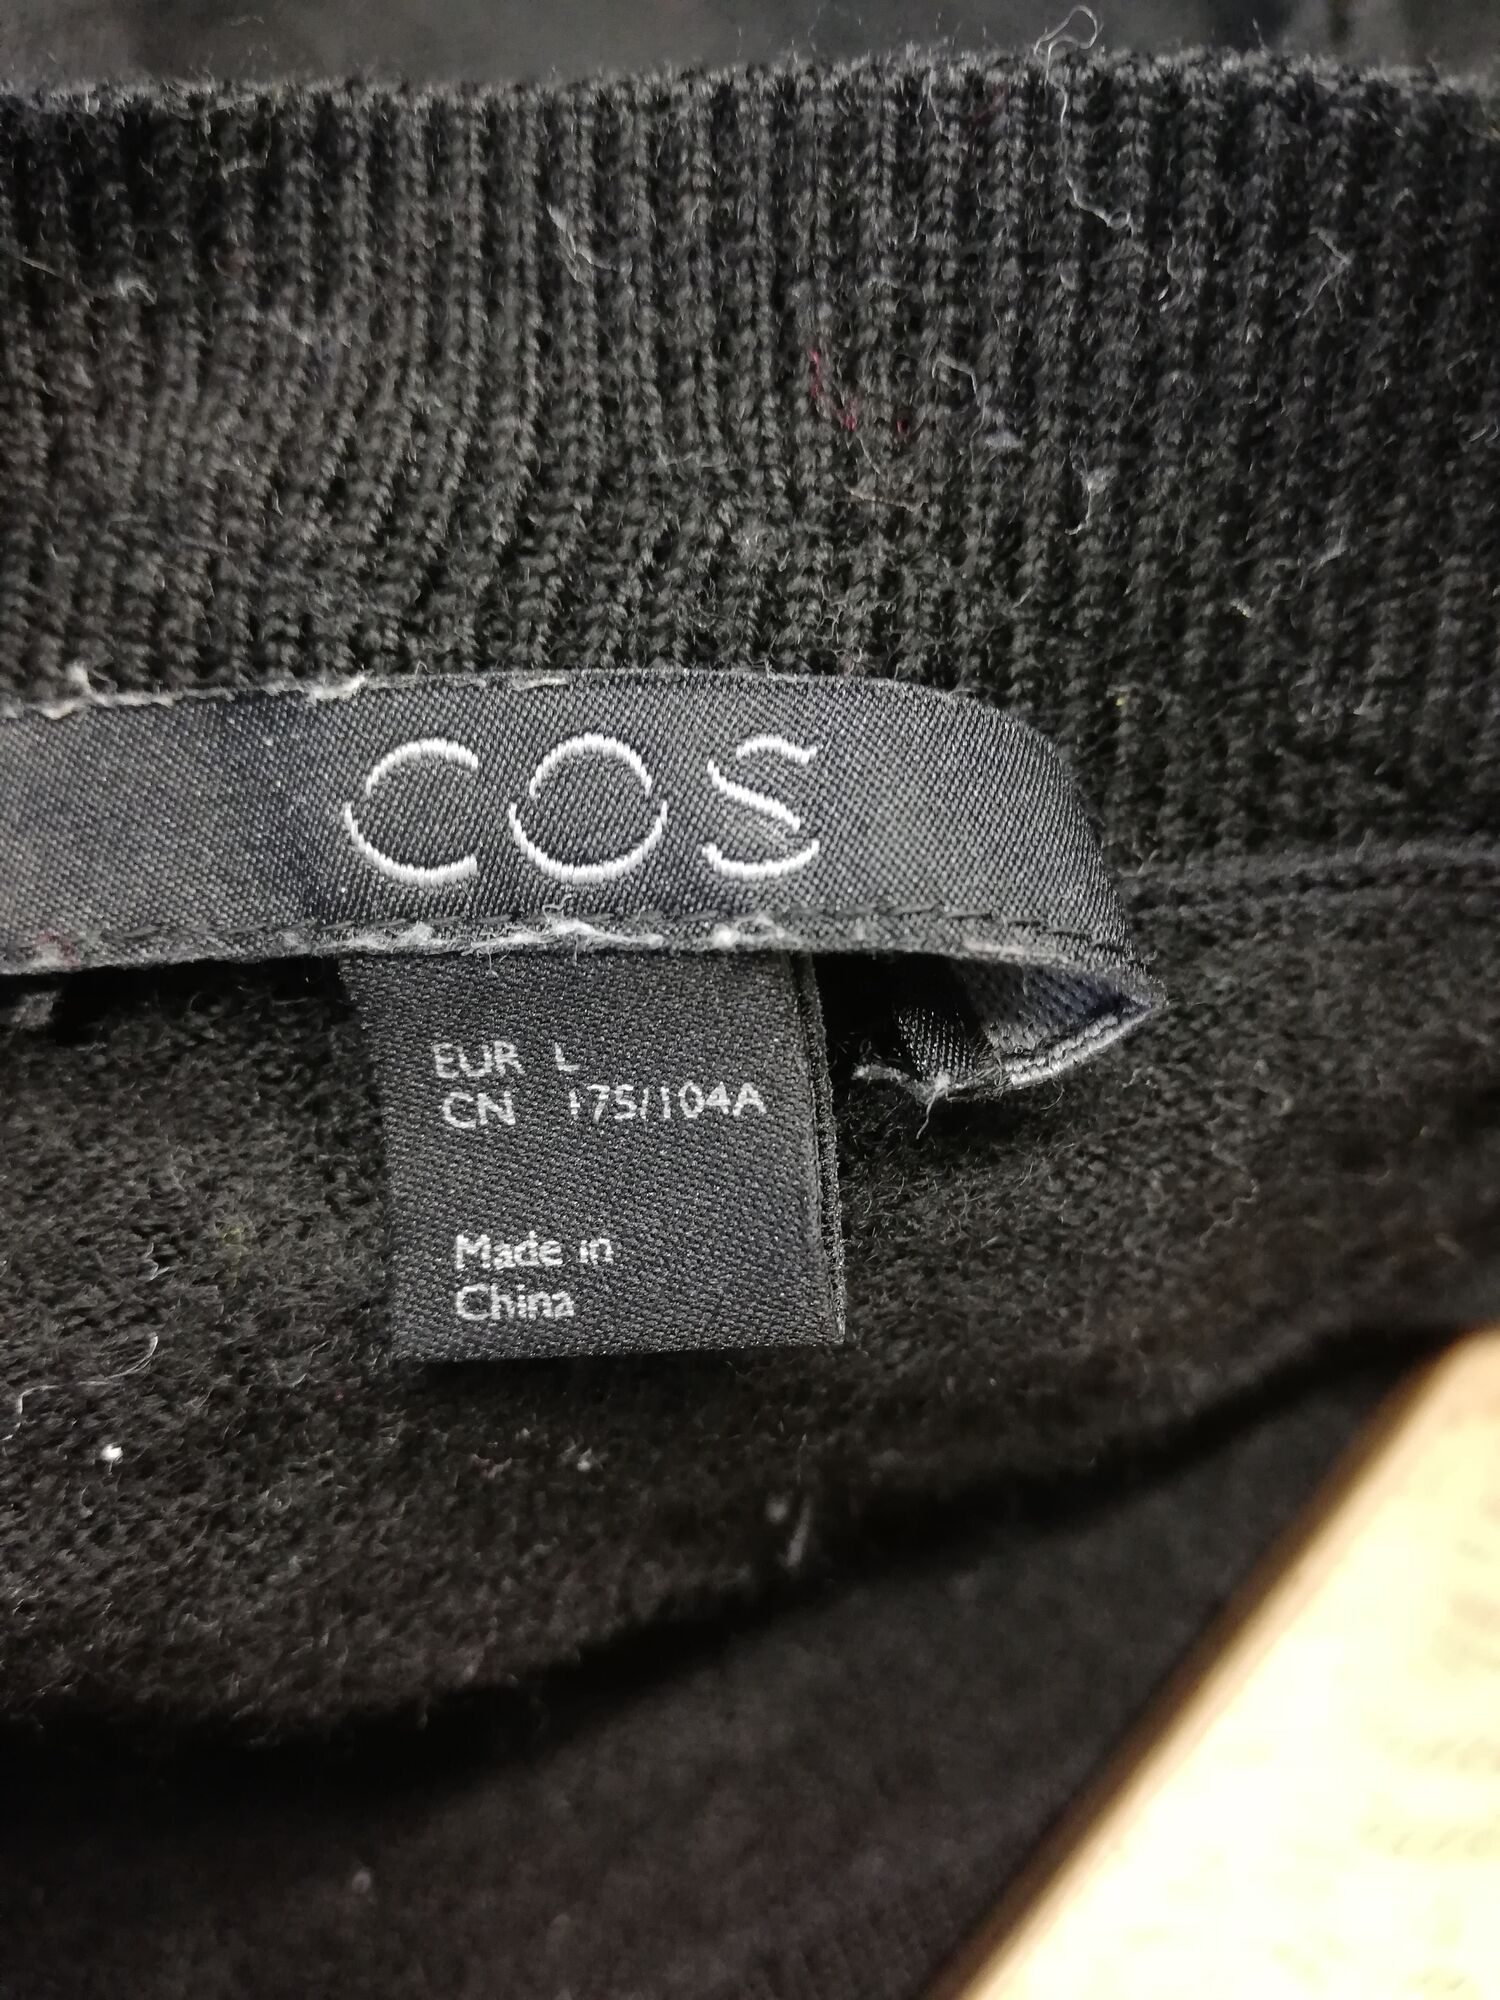 COS
EUR L
CN 175/104A
Made in
China